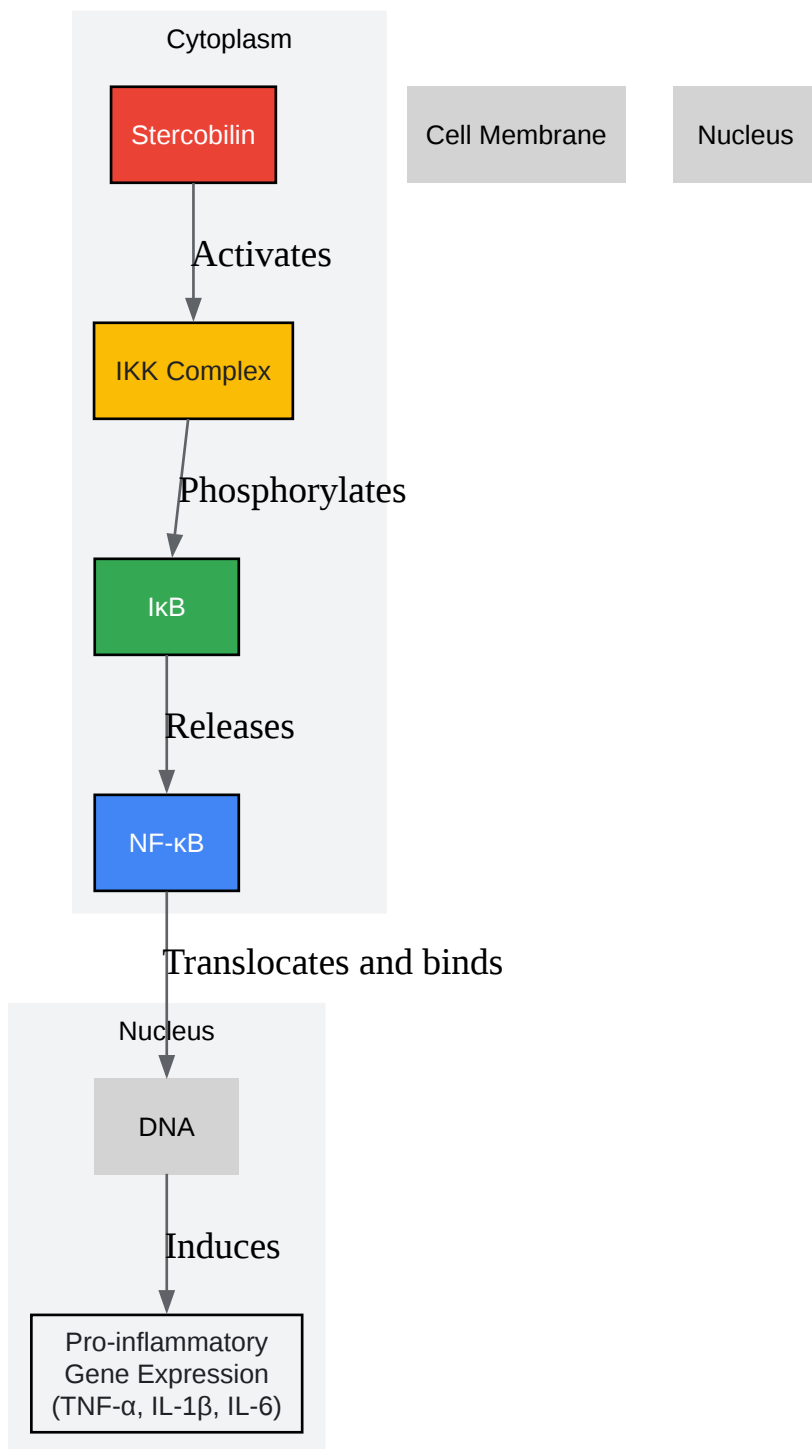 Cytoplasm
Stercobilin
Cell Membrane
Nucleus
Activates
IKK Complex
Phosphorylates
IκB
Releases
NF-κB
Translocates and binds
Nucleus
DNA
Induces
Pro-inflammatory
Gene Expression
(TNF-α, IL-1β, IL-6)